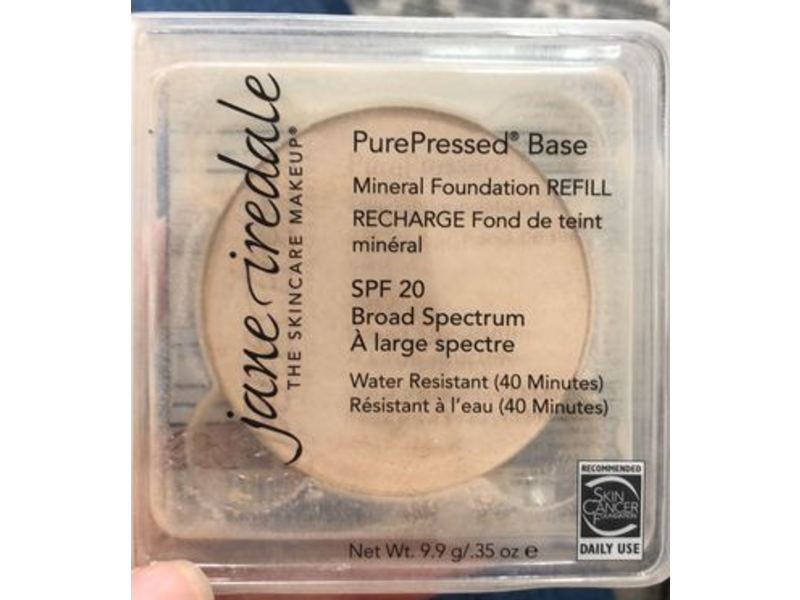 jane iredale
THE SKINCARE MAKEUP®
PurePressed® Base
Mineral Foundation REFILL
RECHARGE Fond de teint
minéral
SPF 20
Broad Spectrum
À large spectre
Water Resistant (40 Minutes)
Résistant à l'eau (40 Minutes)
RECOMMENDED
SKIN
CANCER
FOUNDATION
DAILY USE
Net Wt. 9.9 g/.35 oz e